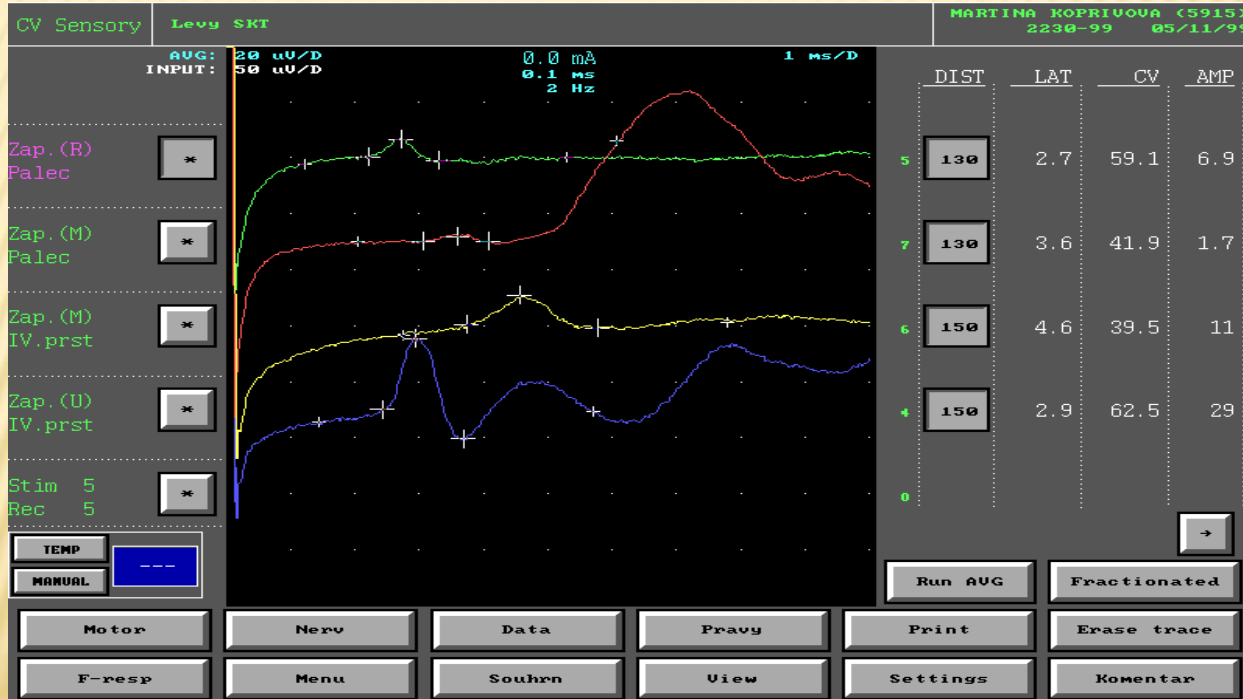 CV Sensory Levy SKT MARTINA KOPRIVOVA (5915)
2230-99 05/11/99
AVG: 20 uV/D 0.0 mA 1 ms/D
INPUT: 50 uV/D 0.1 ms
2 Hz
DIST LAT CV AMP
Zap.(R)
Palec
* 5 130 2.7 59.1 6.9
Zap.(M)
Palec
* 7 130 3.6 41.9 1.7
Zap.(M)
IV.prst
* 6 150 4.6 39.5 11
Zap.(U)
IV.prst
* 4 150 2.9 62.5 29
Stim 5
Rec 5
* 0
→
TEMP
MANUAL
---
Run AVG Fractionated
Motor Nerv Data Pravy Print Erase trace
F-resp Menu Souhrn View Settings Komentar